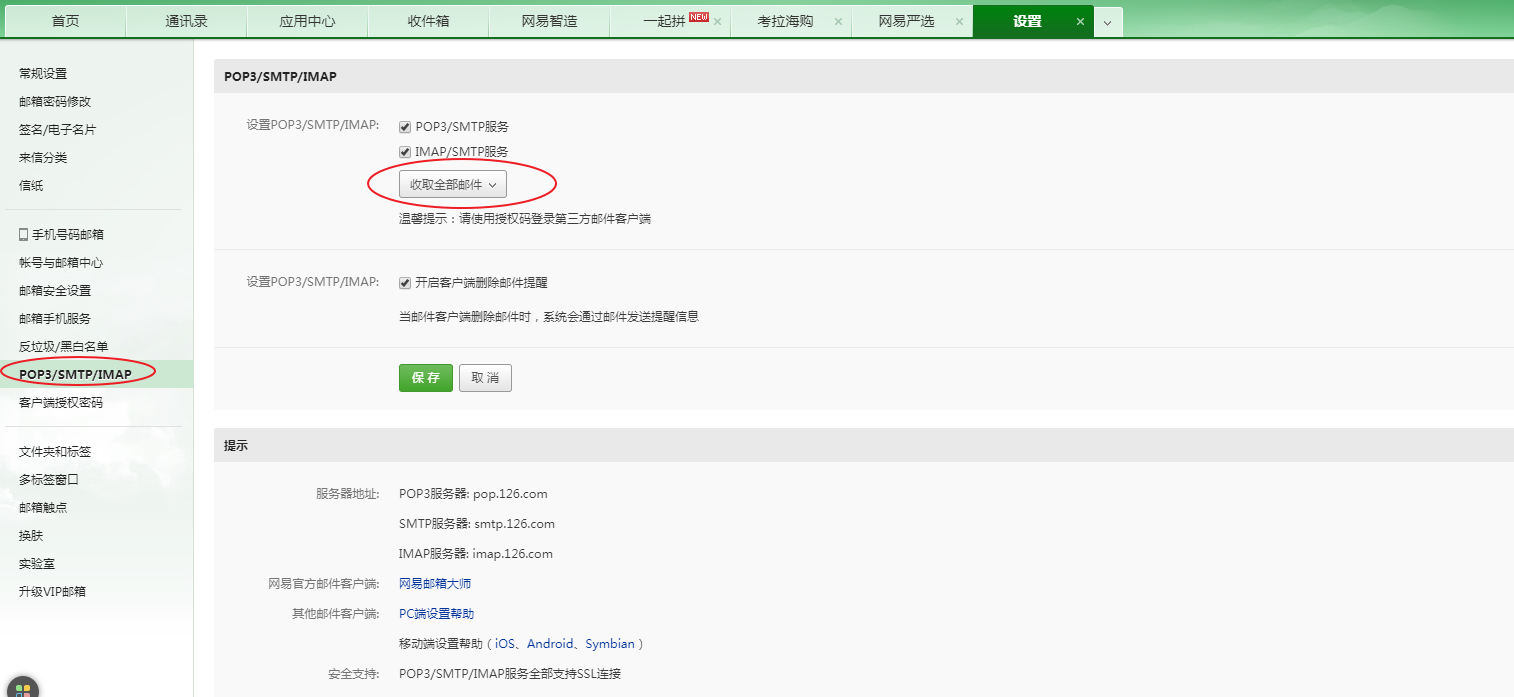 首页 通讯录 应用中心 收件箱 网易智造 一起拼 NEW × 考拉海购 × 网易严选 × 设置 ×
常规设置
邮箱密码修改
签名/电子名片
来信分类
信纸
手机号码邮箱
帐号与邮箱中心
邮箱安全设置
邮箱手机服务
反垃圾/黑白名单
POP3/SMTP/IMAP
客户端授权密码
文件夹和标签
多标签窗口
邮箱触点
换肤
实验室
升级VIP邮箱
POP3/SMTP/IMAP
设置POP3/SMTP/IMAP: POP3/SMTP服务
IMAP/SMTP服务
收取全部邮件
温馨提示：请使用授权码登录第三方邮件客户端
设置POP3/SMTP/IMAP: 开启客户端删除邮件提醒
当邮件客户端删除邮件时，系统会通过邮件发送提醒信息
保存 取消
提示
服务器地址: POP3服务器: pop.126.com
SMTP服务器: smtp.126.com
IMAP服务器: imap.126.com
网易官方邮件客户端: 网易邮箱大师
其他邮件客户端: PC端设置帮助
移动端设置帮助（ iOS、Android、Symbian ）
安全支持: POP3/SMTP/IMAP服务全部支持SSL连接